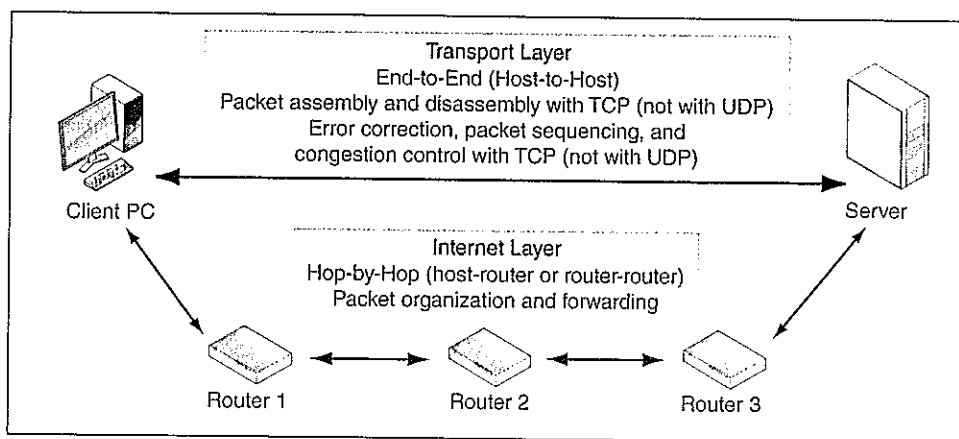 Transport Layer
End-to-End (Host-to-Host)
Packet assembly and disassembly with TCP (not with UDP)
Error correction, packet sequencing, and
congestion control with TCP (not with UDP)
Client PC
Server
Internet Layer
Hop-by-Hop (host-router or router-router)
Packet organization and forwarding
Router 1
Router 2
Router 3